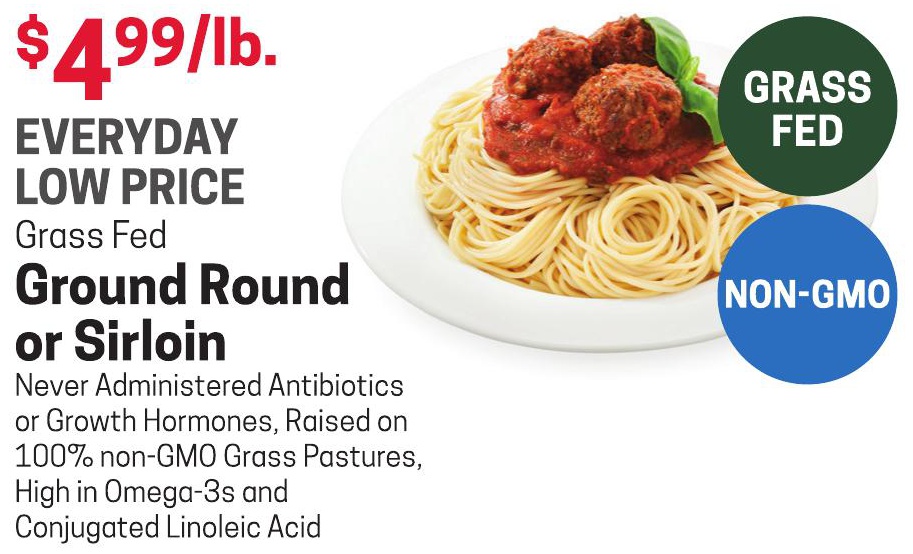 $4.99/lb.
EVERYDAY
LOW PRICE
Grass Fed
Ground Round
or Sirloin
Never Administered Antibiotics
or Growth Hormones, Raised on
100% non-GMO Grass Pastures,
High in Omega-3s and
Conjugated Linoleic Acid
GRASS
FED
NON-GMO